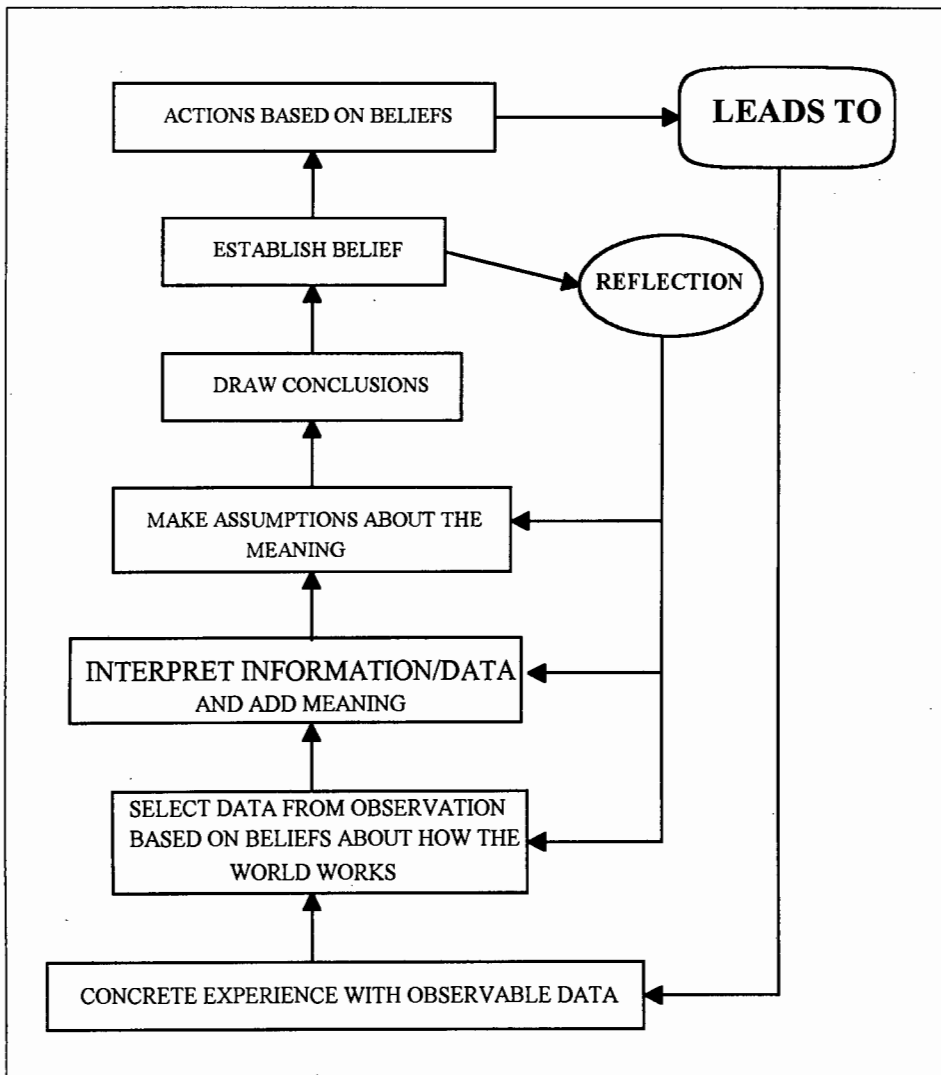 ACTIONS BASED ON BELIEFS
LEADS TO
ESTABLISH BELIEF
REFLECTION
DRAW CONCLUSIONS
MAKE ASSUMPTIONS ABOUT THE
MEANING
INTERPRET INFORMATION/DATA
AND ADD MEANING
SELECT DATA FROM OBSERVATION
BASED ON BELIEFS ABOUT HOW THE
WORLD WORKS
CONCRETE EXPERIENCE WITH OBSERVABLE DATA